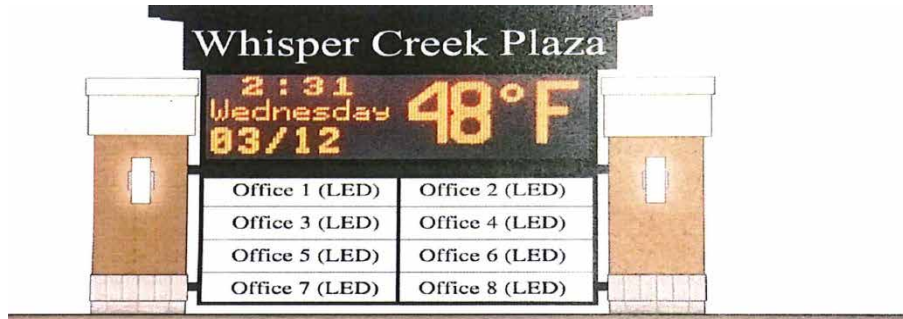 Whisper Creek Plaza
2:31
Wednesday
03/12
48°F
Office 1 (LED) Office 2 (LED)
Office 3 (LED) Office 4 (LED)
Office 5 (LED) Office 6 (LED)
Office 7 (LED) Office 8 (LED)